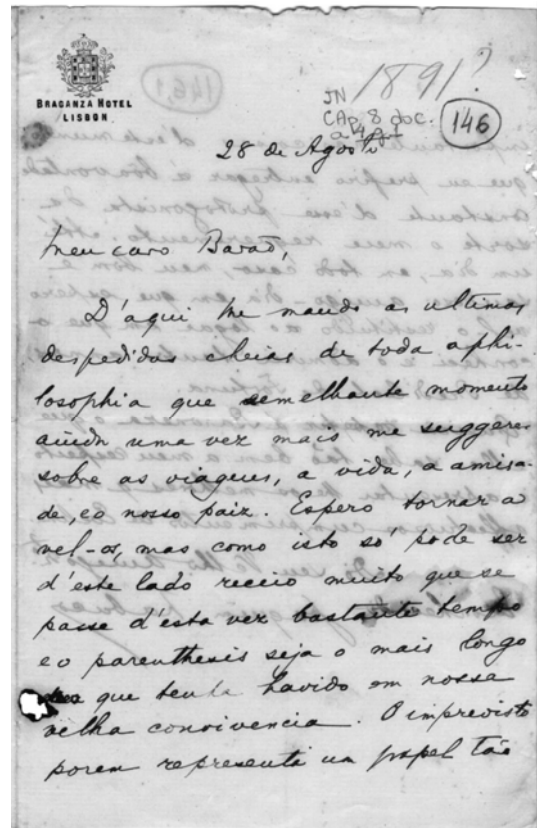 BRAGANZA HOTEL
LISBON
1891?
JN
CAp. 8 doc.
146
28 de Agosto
Meu caro Barão,
D'aqui lhe mando as ultimas
despedidas cheias de toda a phi-
losophia que semelhante momento
ainda uma vez mais me suggere
sobre as viagens, a vida, a amisa-
de, e o nosso paiz. Espero tornar a
vel-os, mas como isto só pode ser
d'este lado receio muito que se
passe d'esta vez bastante tempo
e o parenthesis seja o mais longo
que tenha havido em nossa
velha convivencia. O imprevisto
porem representa um papel tão